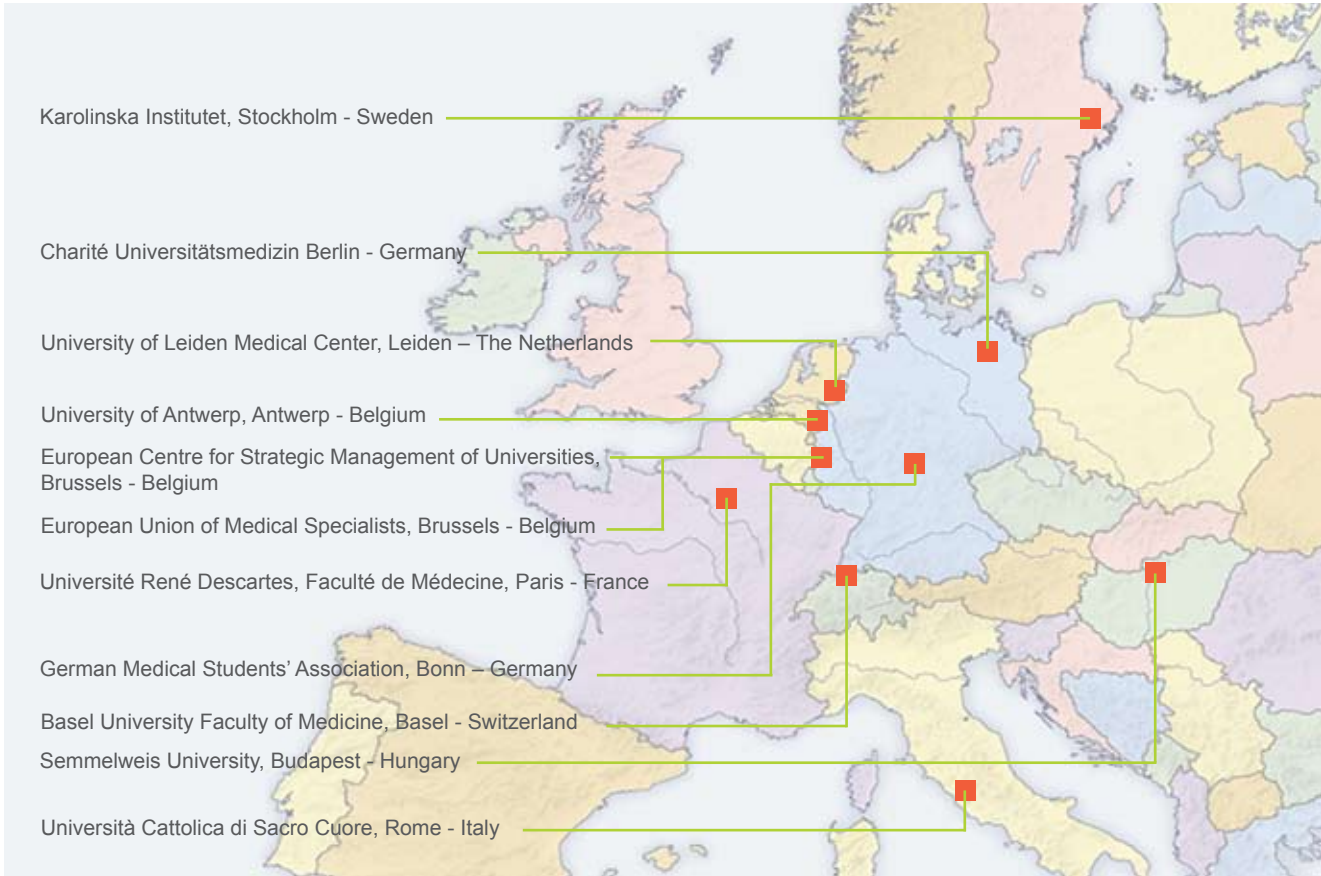 Karolinska Institutet, Stockholm - Sweden
Charité Universitätsmedizin Berlin - Germany
University of Leiden Medical Center, Leiden – The Netherlands
University of Antwerp, Antwerp - Belgium
European Centre for Strategic Management of Universities,
Brussels - Belgium
European Union of Medical Specialists, Brussels - Belgium
Université René Descartes, Faculté de Médecine, Paris - France
German Medical Students’ Association, Bonn – Germany
Basel University Faculty of Medicine, Basel - Switzerland
Semmelweis University, Budapest - Hungary
Università Cattolica di Sacro Cuore, Rome - Italy